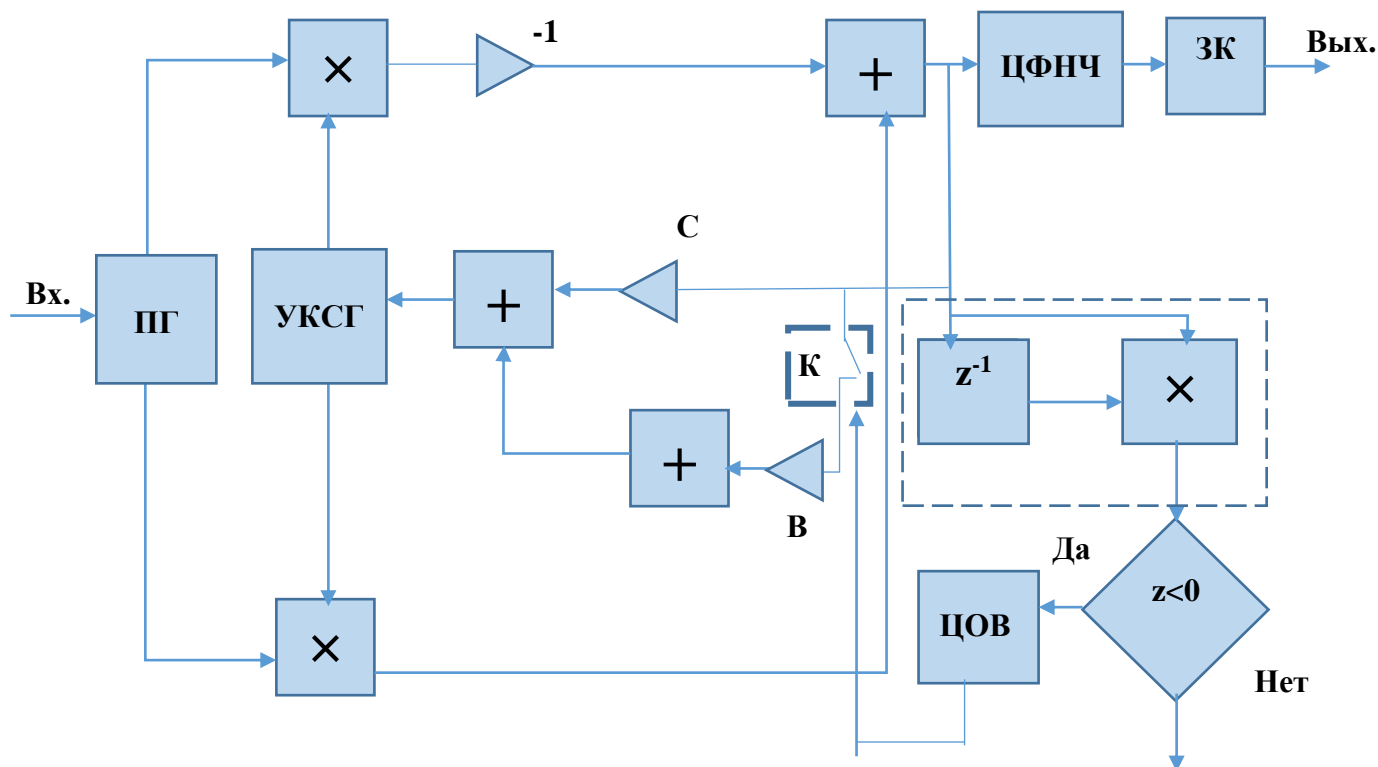 -1
×
+
ЦФНЧ
ЗК
Вых.
С
Вх.
ПГ
УКСГ
+
К
z-1
×
+
В
Да
z<0
ЦОВ
×
Нет